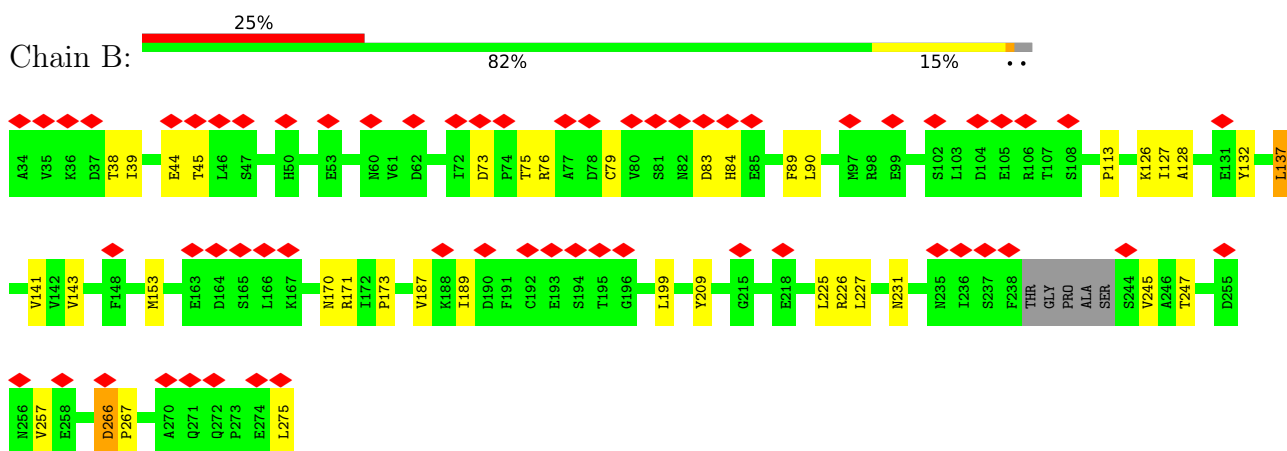 25%
Chain B:
82% 15% • •
A34 V35 K36 D37 T38 I39 E44 T45 L46 S47 H50 E53 N60 V61 D62 I72 D73 P74 T75 R76 A77 D78 C79 V80 S81 N82 D83 H84 E85 F89 L90 M97 R98 E99 S102 L103 D104 E105 R106 T107 S108 P113 K126 I127 A128 E131 Y132 L137
V141 V142 V143 F148 M153 E163 D164 S165 L166 K167 N170 R171 I172 P173 V187 K188 I189 D190 F191 C192 E193 S194 T195 G196 L199 Y209 G215 E218 L225 R226 L227 N231 N235 I236 S237 F238 THR GLY PRO ALA SER S244 V245 A246 T247 D255
N256 V257 E258 D266 P267 A270 Q271 Q272 P273 E274 L275